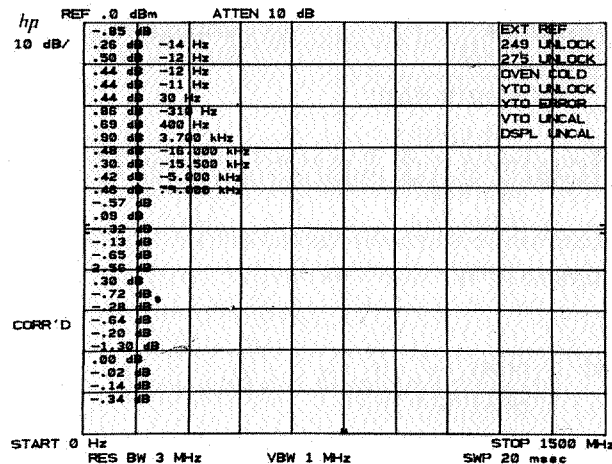 hp
REF .0 dBm ATTEN 10 dB
10 dB/
-.85 dB
.26 dB -14 Hz
.50 dB -12 Hz
.44 dB -12 Hz
.44 dB -11 Hz
.44 dB 30 Hz
.86 dB -310 Hz
.69 dB 400 Hz
.90 dB 3.700 kHz
.48 dB -16.000 kHz
.30 dB -15.500 kHz
.42 dB -5.000 kHz
.46 dB 75.000 kHz
-.57 dB
.09 dB
-.32 dB
-.13 dB
-.65 dB
2.56 dB
.30 dB
-.72 dB
-.28 dB
-.64 dB
-.20 dB
-1.30 dB
.00 dB
-.02 dB
-.14 dB
-.34 dB
EXT REF
249 UNLOCK
275 UNLOCK
OVEN COLD
YTO UNLOCK
YTO ERROR
VTO UNCAL
DSPL UNCAL
CORR'D
START 0 Hz STOP 1500 MHz
RES BW 3 MHz VBW 1 MHz SWP 20 msec